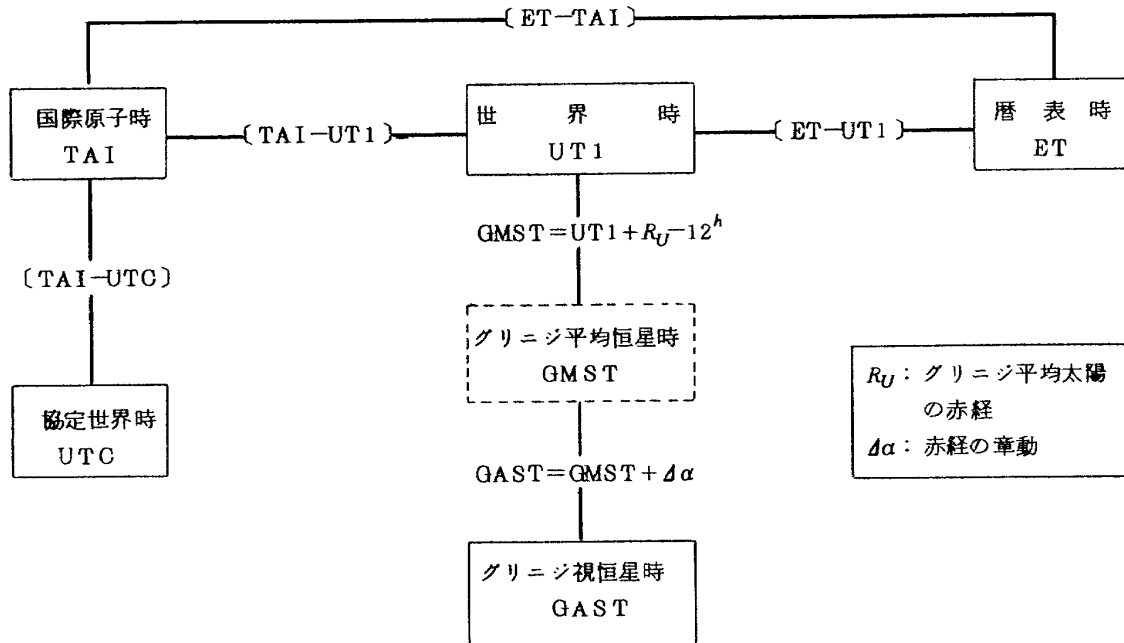 〔ET−TAI〕
国際原子時
TAI
〔TAI−UT1〕
世界時
UT1
〔ET−UT1〕
暦表時
ET
GMST=UT1+R_U−12^h
〔TAI−UTC〕
グリニジ平均恒星時
GMST
協定世界時
UTC
R_U: グリニジ平均太陽
の赤経
Δα: 赤経の章動
GAST=GMST+Δα
グリニジ視恒星時
GAST